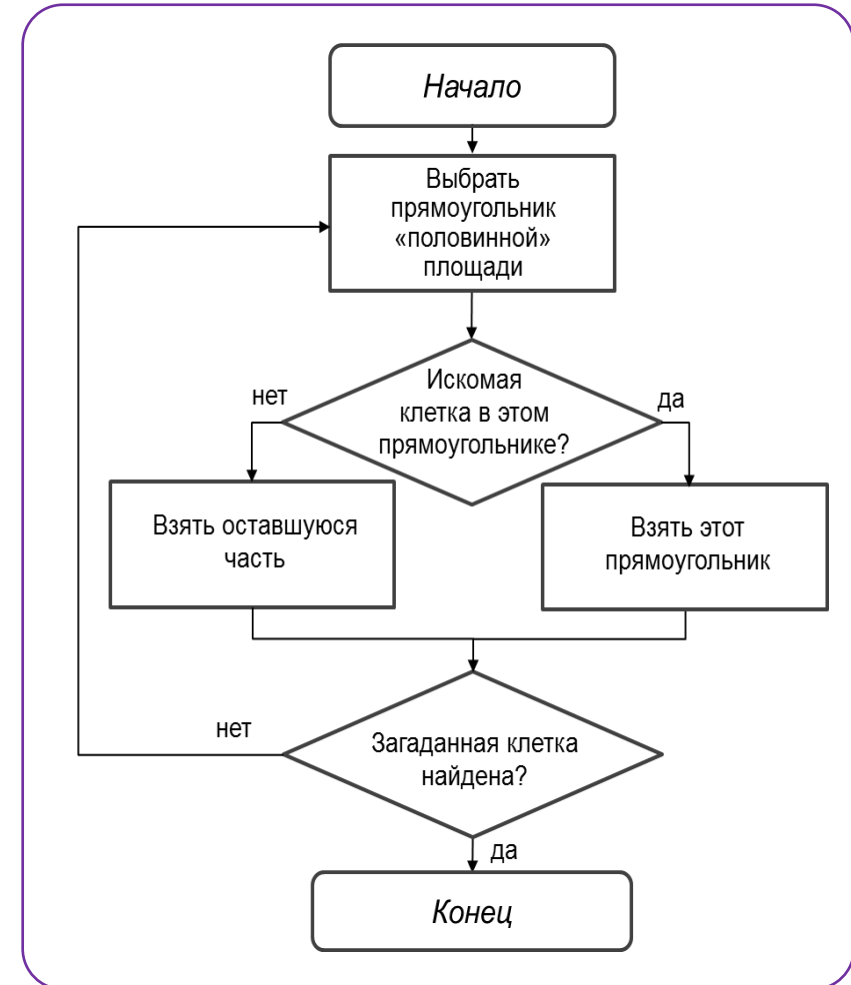 Начало
Выбрать
прямоугольник
«половинной»
площади
Искомая
клетка в этом
прямоугольнике?
нет
да
Взять оставшуюся
часть
Взять этот
прямоугольник
нет
Загаданная клетка
найдена?
да
Конец